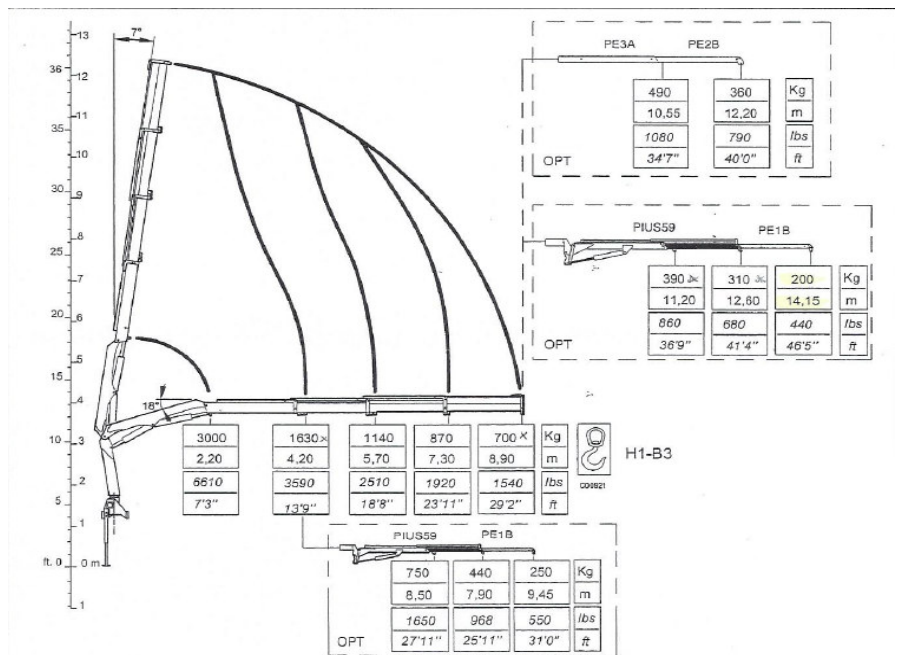 13
36
12
35
11
10
30
9
25
8
7
20
6
5
15
4
10
3
2
5
1
ft. 0 0 m
1
7°
18°
PE3A PE2B
490 360 Kg
10,55 12,20 m
1080 790 lbs
34'7" 40'0" ft
OPT
PIUS59 PE1B
390 310 200 Kg
11,20 12,60 14,15 m
860 680 440 lbs
36'9" 41'4" 46'5" ft
OPT
3000 1630x 1140 870 700x Kg
2,20 4,20 5,70 7,30 8,90 m
6610 3590 2510 1920 1540 lbs
7'3" 13'9" 18'8" 23'11" 29'2" ft
H1-B3
C00921
PIUS59 PE1B
750 440 250 Kg
8,50 7,90 9,45 m
1650 968 550 lbs
27'11" 25'11" 31'0" ft
OPT